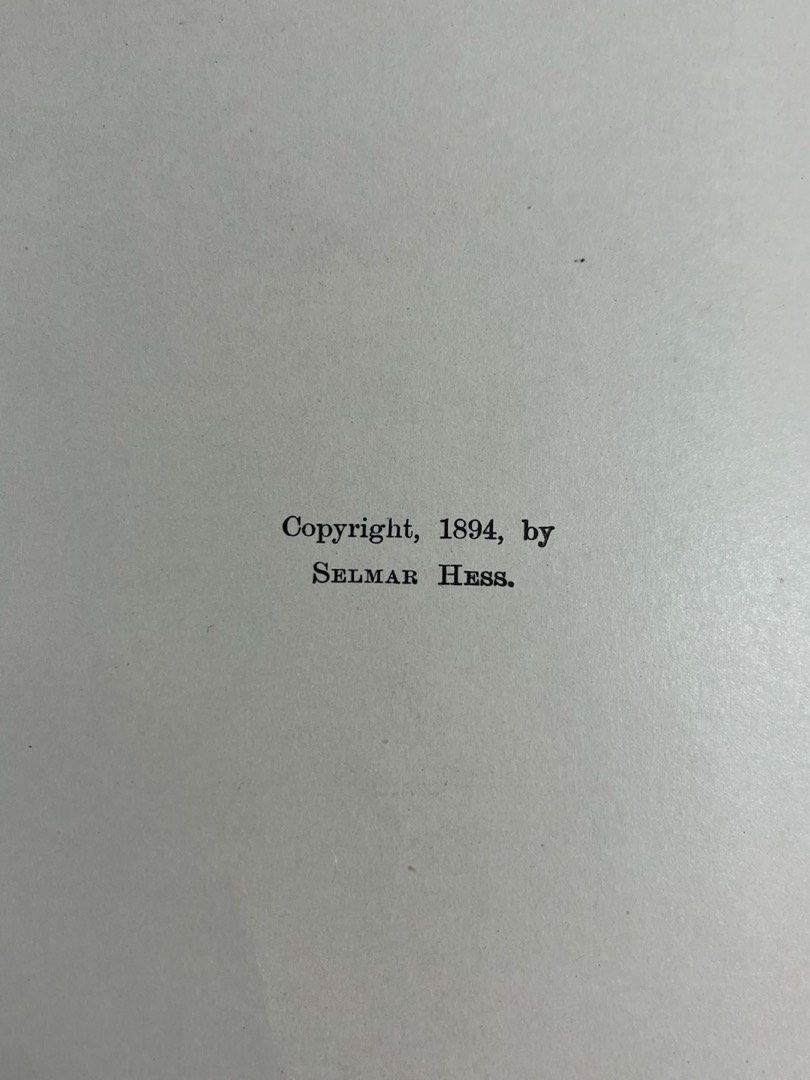 Copyright, 1894, by
SELMAR HESS.